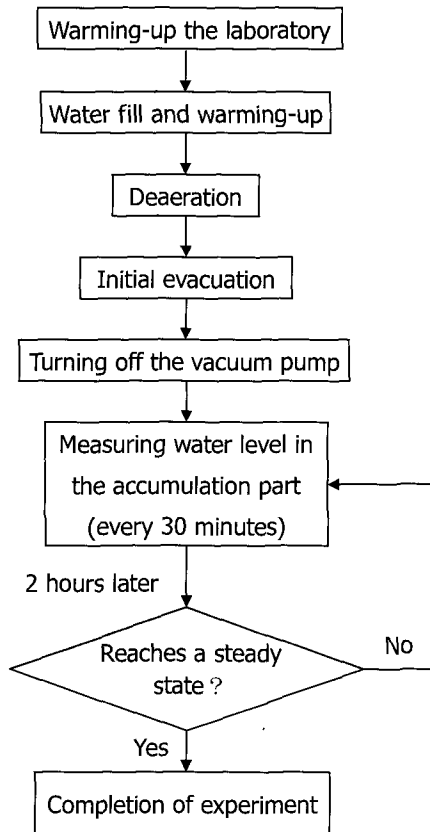 Warming-up the laboratory
Water fill and warming-up
Deaeration
Initial evacuation
Turning off the vacuum pump
Measuring water level in
the accumulation part
(every 30 minutes)
2 hours later
Reaches a steady
state?
No
Yes
Completion of experiment